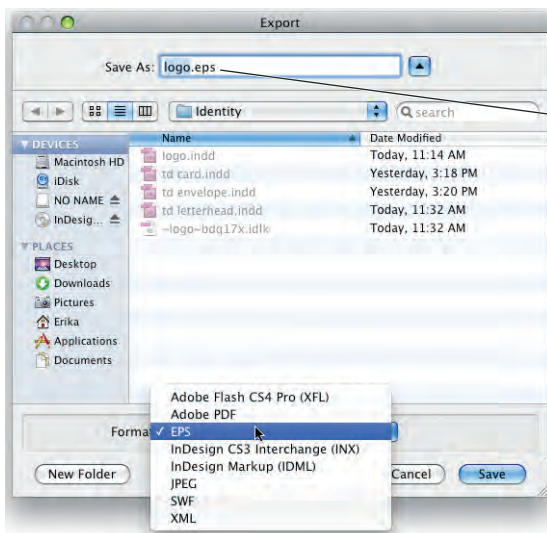 Export
Save As: logo.eps
Identity
search
DEVICES
Macintosh HD
iDisk
NO NAME
InDesig...
PLACES
Desktop
Downloads
Pictures
Erika
Applications
Documents
Name Date Modified
logo.indd Today, 11:14 AM
td card.indd Yesterday, 3:18 PM
td envelope.indd Yesterday, 3:20 PM
td letterhead.indd Today, 11:32 AM
~logo~bdg17x.idlk Today, 11:32 AM
Adobe Flash CS4 Pro (XFL)
Adobe PDF
Forma ✓ EPS
InDesign CS3 Interchange (INX)
InDesign Markup (IDML)
JPEG
SWF
XML
New Folder Cancel Save